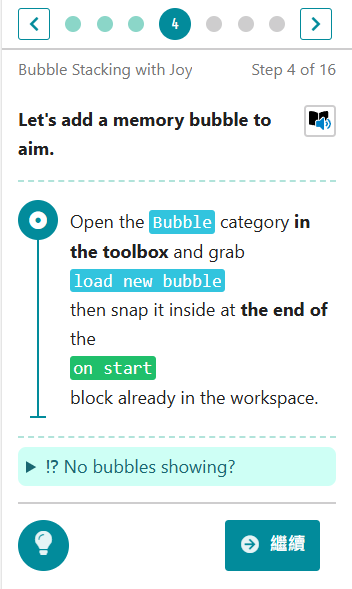 4
Bubble Stacking with Joy Step 4 of 16
Let's add a memory bubble to
aim.
Open the Bubble category in
the toolbox and grab
load new bubble
then snap it inside at the end of
the
on start
block already in the workspace.
⁉ No bubbles showing?
繼續